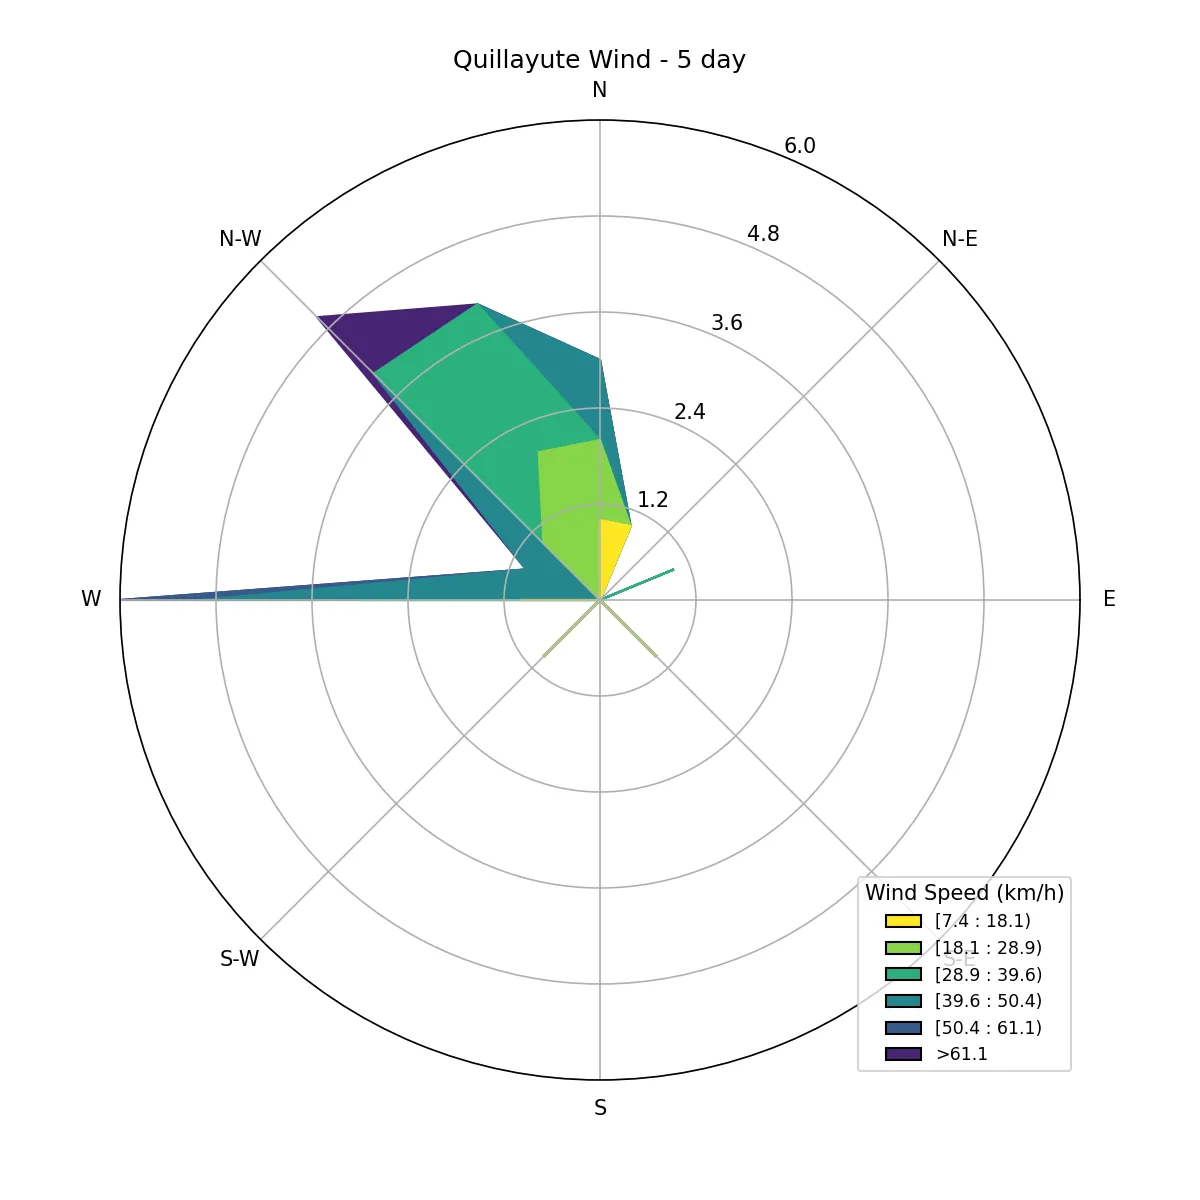 Quillayute Wind - 5 day
N
6.0
4.8
N-W
N-E
3.6
2.4
1.2
W
E
Wind Speed (km/h)
[7.4 : 18.1)
[18.1 : 28.9)
S-W
S-E
[28.9 : 39.6)
[39.6 : 50.4)
[50.4 : 61.1)
>61.1
S